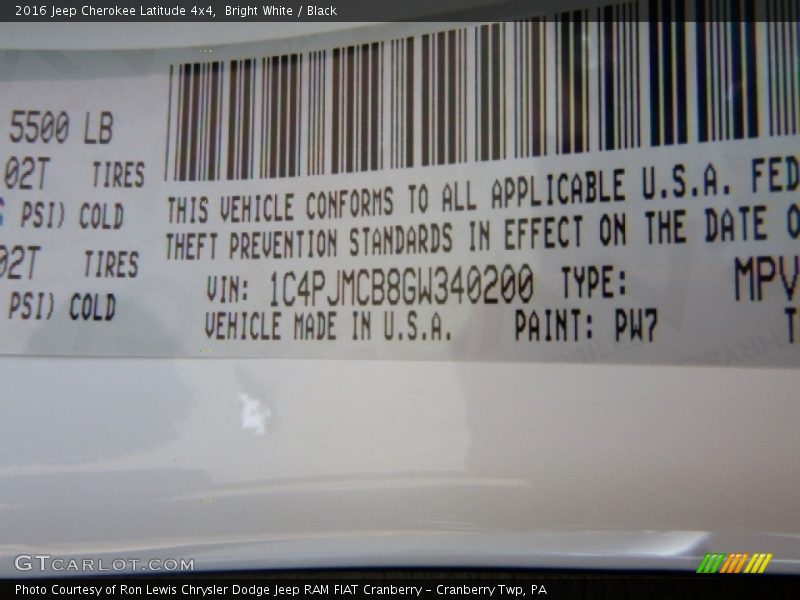 2016 Jeep Cherokee Latitude 4x4, Bright White / Black
5500 LB
02T TIRES
PSI) COLD
02T TIRES
PSI) COLD
THIS VEHICLE CONFORMS TO ALL APPLICABLE U.S.A. FED
THEFT PREVENTION STANDARDS IN EFFECT ON THE DATE O
VIN: 1C4PJMCB8GW340200 TYPE: MPV
VEHICLE MADE IN U.S.A. PAINT: PW7 T
GTCARLOT.COM
Photo Courtesy of Ron Lewis Chrysler Dodge Jeep RAM FIAT Cranberry – Cranberry Twp, PA